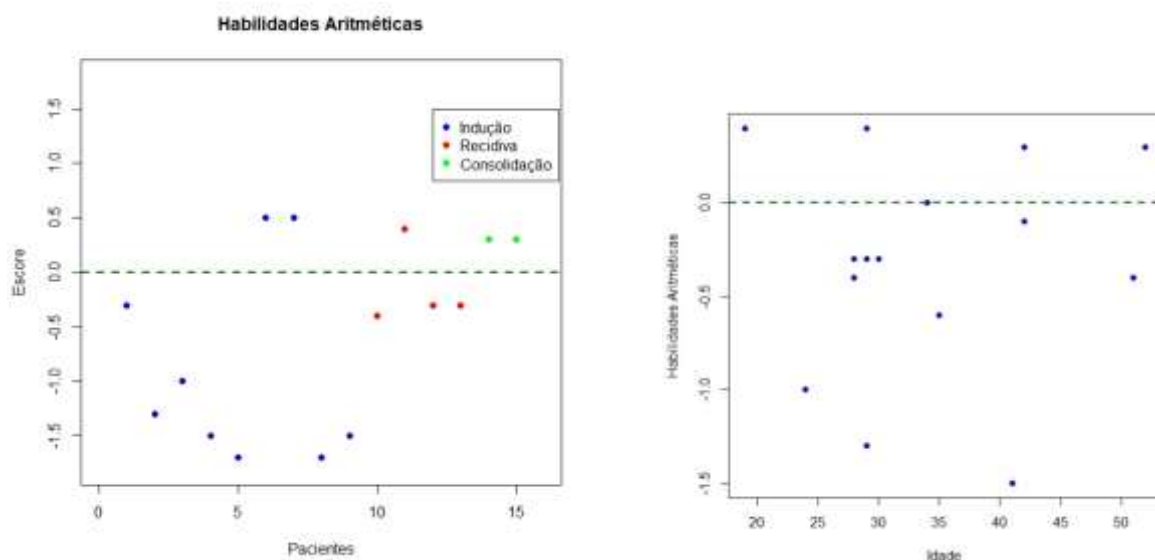 Habilidades Aritméticas
Escore
1.5
1.0
0.5
0.0
-0.5
-1.0
-1.5
Indução
Recidiva
Consolidação
0
5
10
15
Pacientes
Habilidades Aritméticas
0.0
-0.5
-1.0
-1.5
20
25
30
35
40
45
50
Idade